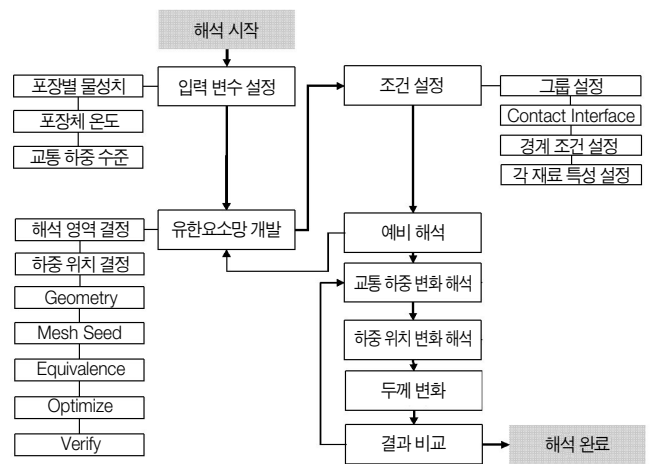 해석 시작
포장별 물성치
입력 변수 설정
조건 설정
그룹 설정
포장체 온도
Contact Interface
교통 하중 수준
경계 조건 설정
각 재료 특성 설정
해석 영역 결정
유한요소망 개발
예비 해석
하중 위치 결정
교통 하중 변화 해석
Geometry
Mesh Seed
하중 위치 변화 해석
Equivalence
두께 변화
Optimize
Verify
결과 비교
해석 완료